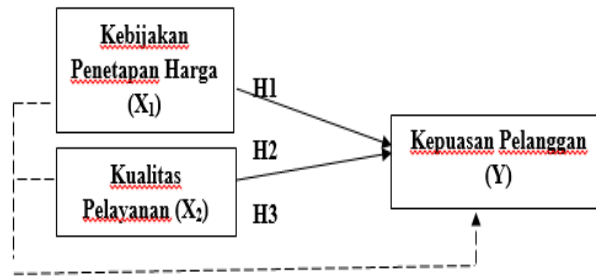 Kebijakan
Penetapan Harga
(X₁)
H1
H2
Kualitas
Pelayanan (X₂)
H3
Kepuasan Pelanggan
(Y)